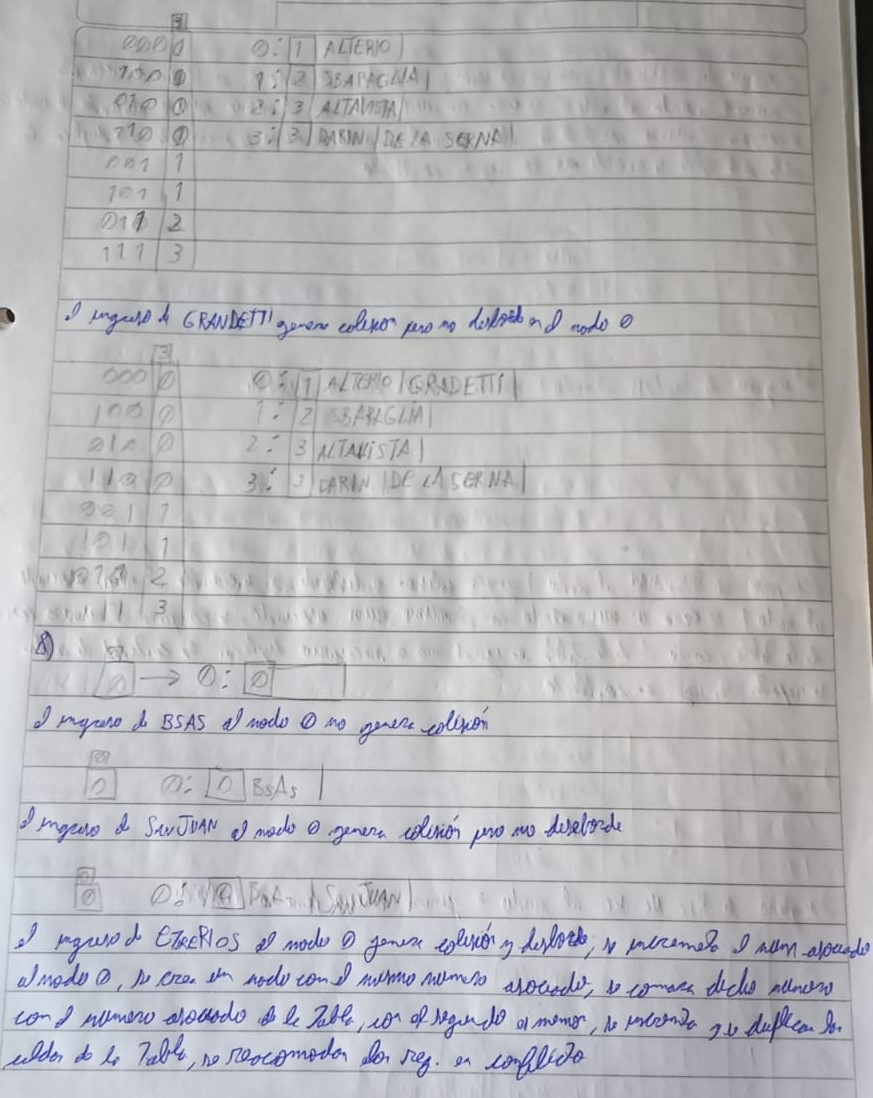 3
000 0 0: 1 ALTERIO
100 0 1: 2 SBARAGLIA
010 0 2: 3 ALTAVISTA
110 0 3: 3 DARIN DE LA SERNA
001 1
101 1
011 2
111 3
El ingreso de GRANDETTI genera colision pero no desborde en el nodo 0
3
000 0 0: 1 ALTERIO GRADETTI
100 0 1: 2 SBARAGLIA
010 0 2: 3 ALTAVISTA
110 0 3: 3 DARIN DE LA SERNA
001 1
101 1
011 2
111 3
8)
0 → 0: 0
El ingreso de BSAS al nodo 0 no genera colisión
0
0 0: 0 BsAs
El ingreso de SAN JUAN al nodo 0 genera colisión pero no desborde
0
0 0: 0 SAN JUAN
el ingreso de al nodo 0 genera colisión y desborde, se incrementa el num asociado
al nodo 0, se crea un nodo con el mismo numero asociado, se compara dicho numero
con el numero asociado de la Tabla, como el segundo es menor, se incrementa y se duplican las
celdas de la Tabla, se reacomodan los reg. en conflicto